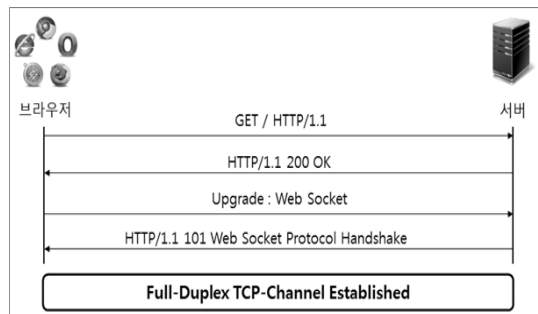 브라우저
서버
GET / HTTP/1.1
HTTP/1.1 200 OK
Upgrade : Web Socket
HTTP/1.1 101 Web Socket Protocol Handshake
Full-Duplex TCP-Channel Established